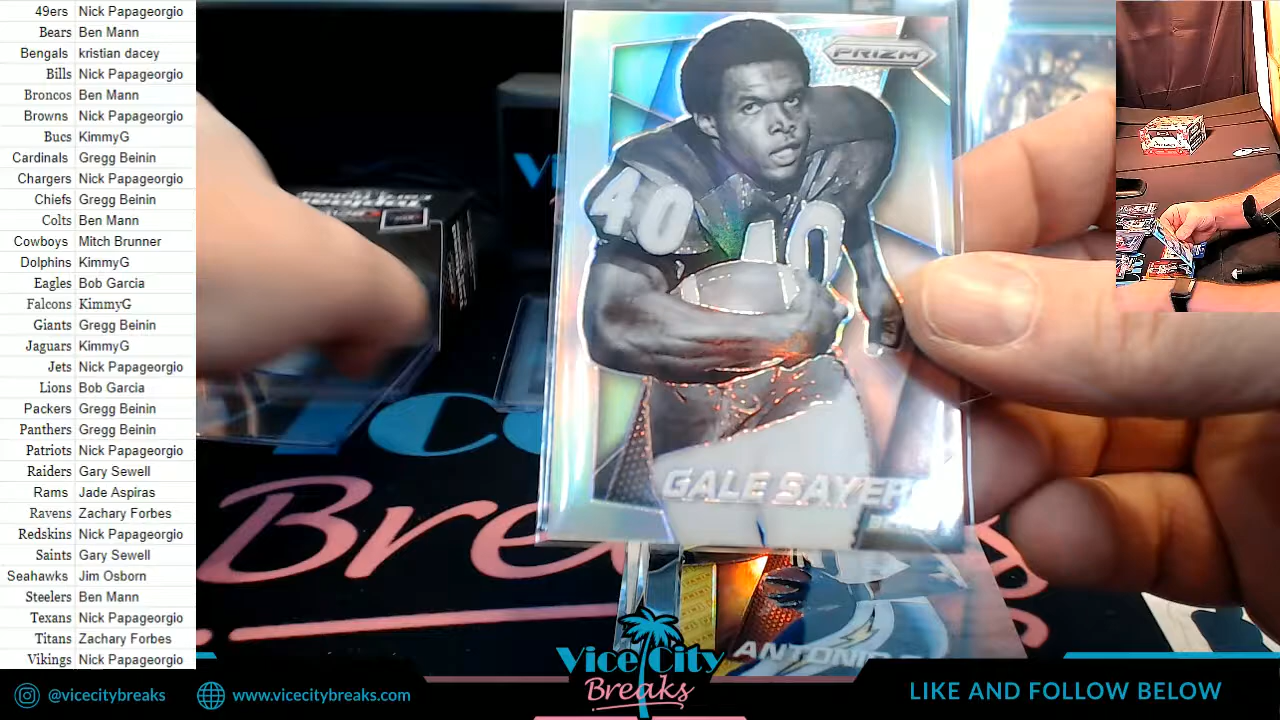 49ers Nick Papageorgio
Bears Ben Mann
Bengals kristian dacey
Bills Nick Papageorgio
Broncos Ben Mann
Browns Nick Papageorgio
Bucs KimmyG
Cardinals Gregg Beinin
Chargers Nick Papageorgio
Chiefs Gregg Beinin
Colts Ben Mann
Cowboys Mitch Brunner
Dolphins KimmyG
Eagles Bob Garcia
Falcons KimmyG
Giants Gregg Beinin
Jaguars KimmyG
Jets Nick Papageorgio
Lions Bob Garcia
Packers Gregg Beinin
Panthers Gregg Beinin
Patriots Nick Papageorgio
Raiders Gary Sewell
Rams Jade Aspiras
Ravens Zachary Forbes
Redskins Nick Papageorgio
Saints Gary Sewell
Seahawks Jim Osborn
Steelers Ben Mann
Texans Nick Papageorgio
Titans Zachary Forbes
Vikings Nick Papageorgio
PRIZM
40
40
GALE SAYER
ANTONIO
Vice City
Breaks
@vicecitybreaks
www.vicecitybreaks.com
LIKE AND FOLLOW BELOW